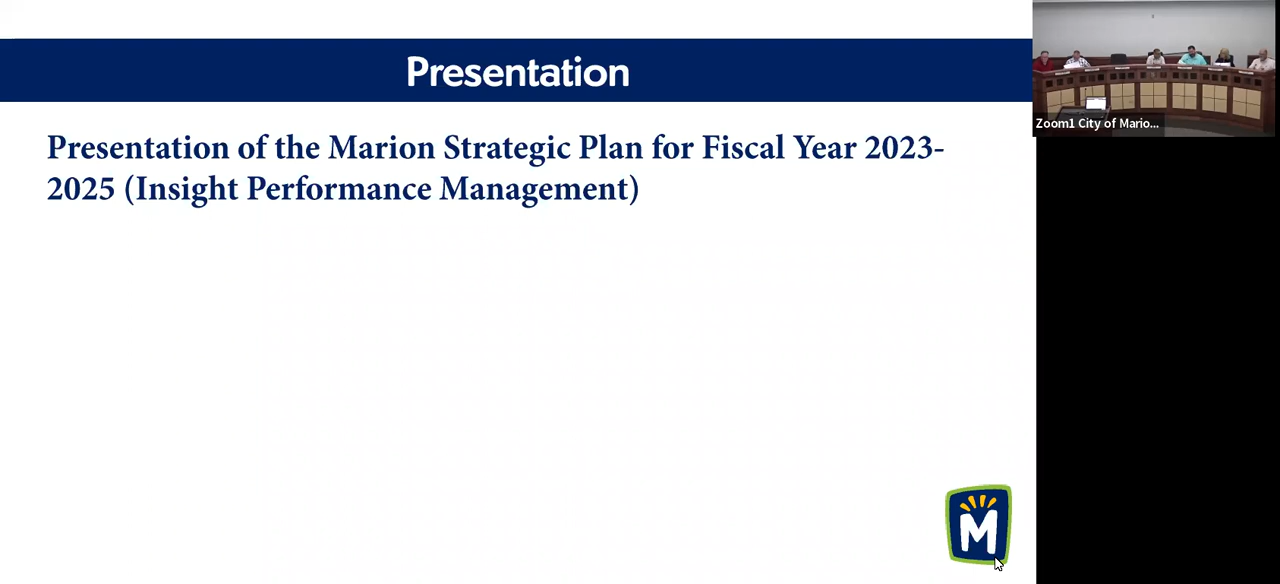 Presentation
Presentation of the Marion Strategic Plan for Fiscal Year 2023-
2025 (Insight Performance Management)
M
Zoom1 City of Mario...